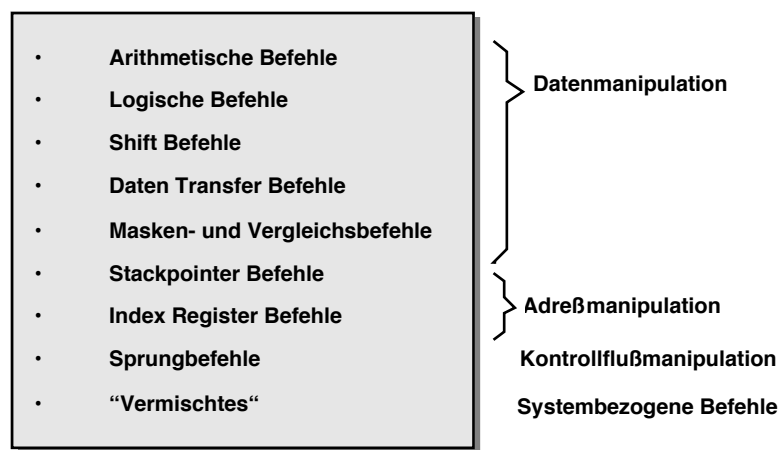 • Arithmetische Befehle
Datenmanipulation
• Logische Befehle
• Shift Befehle
• Daten Transfer Befehle
• Masken- und Vergleichsbefehle
• Stackpointer Befehle
Adreßmanipulation
• Index Register Befehle
• Sprungbefehle
Kontrollflußmanipulation
• “Vermischtes“
Systembezogene Befehle